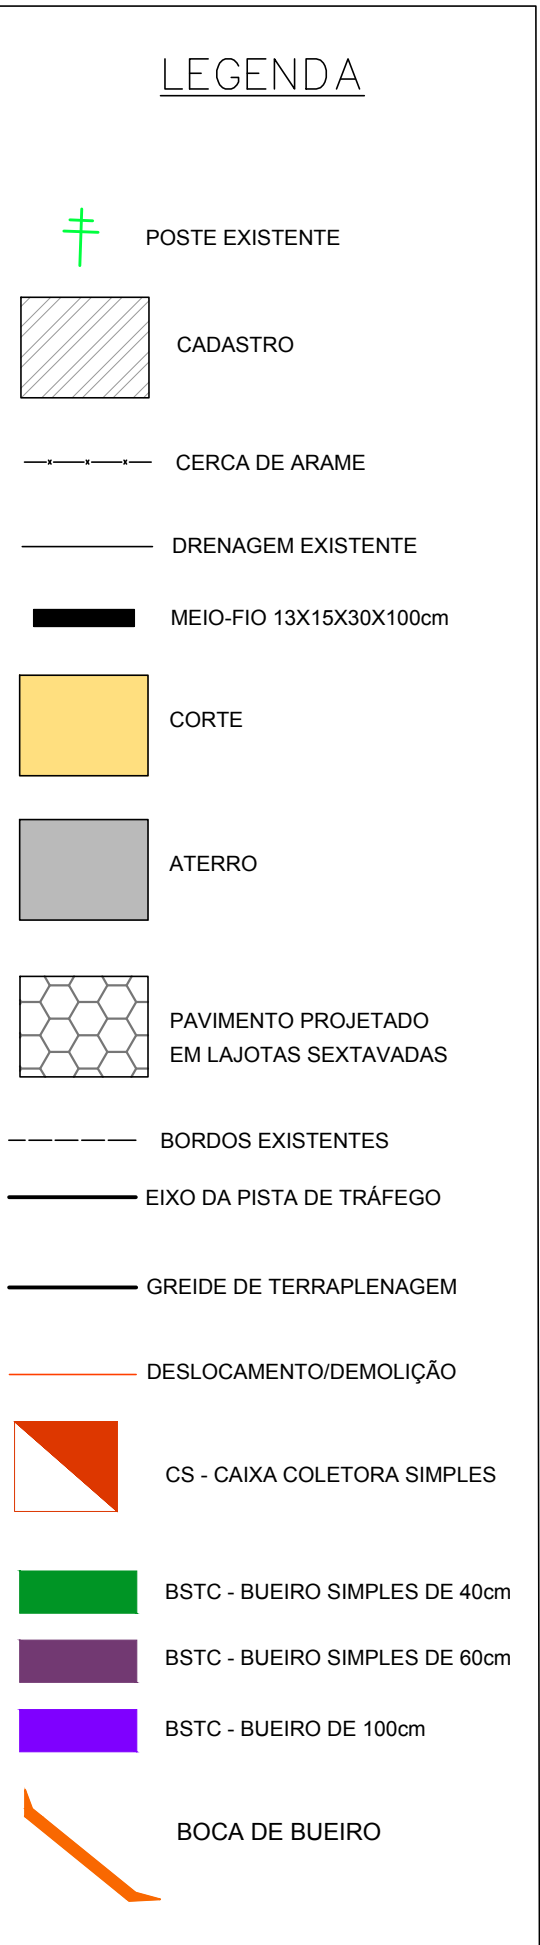 LEGENDA
POSTE EXISTENTE
CADASTRO
CERCA DE ARAME
DRENAGEM EXISTENTE
MEIO-FIO 13X15X30X100cm
CORTE
ATERRO
PAVIMENTO PROJETADO
EM LAJOTAS SEXTAVADAS
BORDOS EXISTENTES
EIXO DA PISTA DE TRÁFEGO
GREIDE DE TERRAPLENAGEM
DESLOCAMENTO/DEMOLIÇÃO
CS - CAIXA COLETORA SIMPLES
BSTC - BUEIRO SIMPLES DE 40cm
BSTC - BUEIRO SIMPLES DE 60cm
BSTC - BUEIRO DE 100cm
BOCA DE BUEIRO